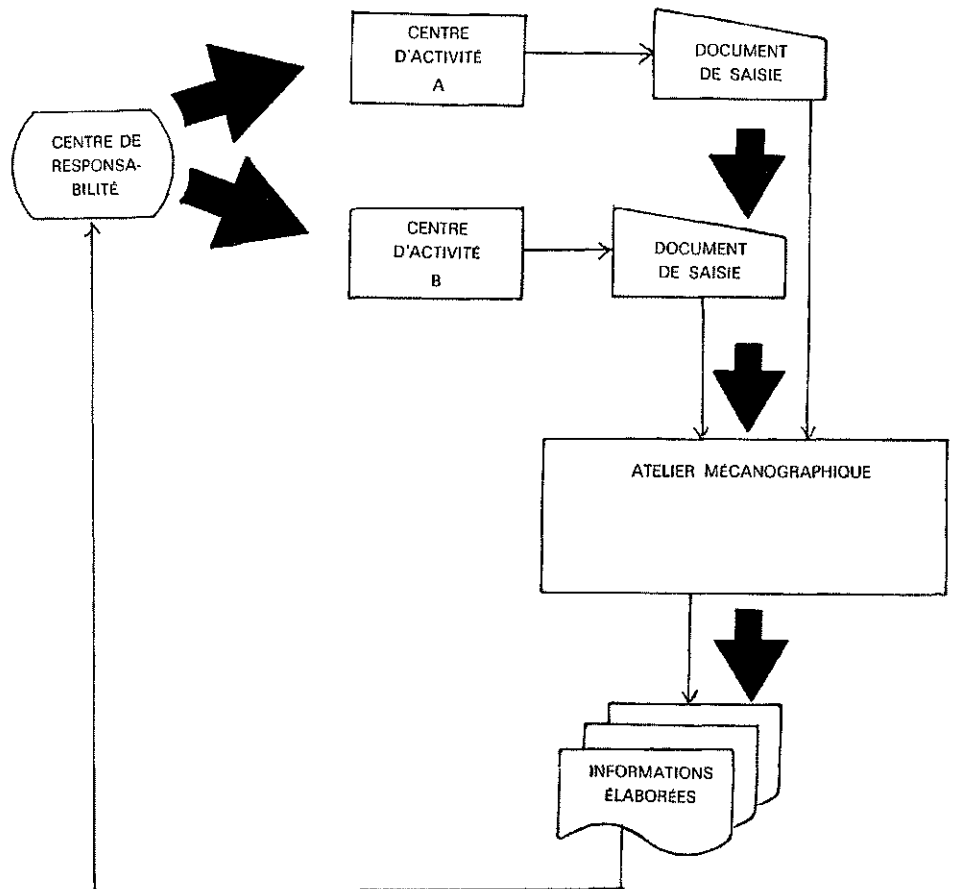 CENTRE
D'ACTIVITÉ
A
DOCUMENT
DE SAISIE
CENTRE DE
RESPONSA-
BILITÉ
CENTRE
D'ACTIVITÉ
B
DOCUMENT
DE SAISIE
ATELIER MÉCANOGRAPHIQUE
INFORMATIONS
ÉLABORÉES